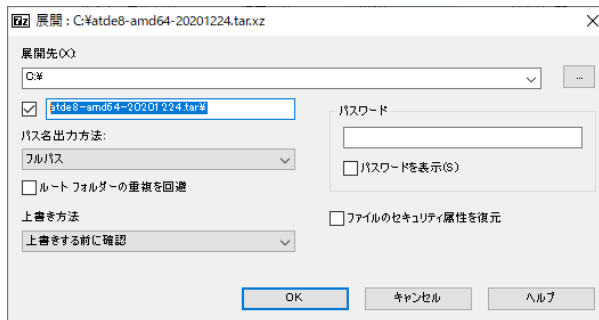 7z 展開 : C:¥atde8-amd64-20201224.tar.xz
展開先(X):
C:¥
...
atde8-amd64-20201224.tar¥
パス名出力方法:
フルパス
ルート フォルダーの重複を回避
上書き方法
上書きする前に確認
パスワード
パスワードを表示(S)
ファイルのセキュリティ属性を復元
OK
キャンセル
ヘルプ